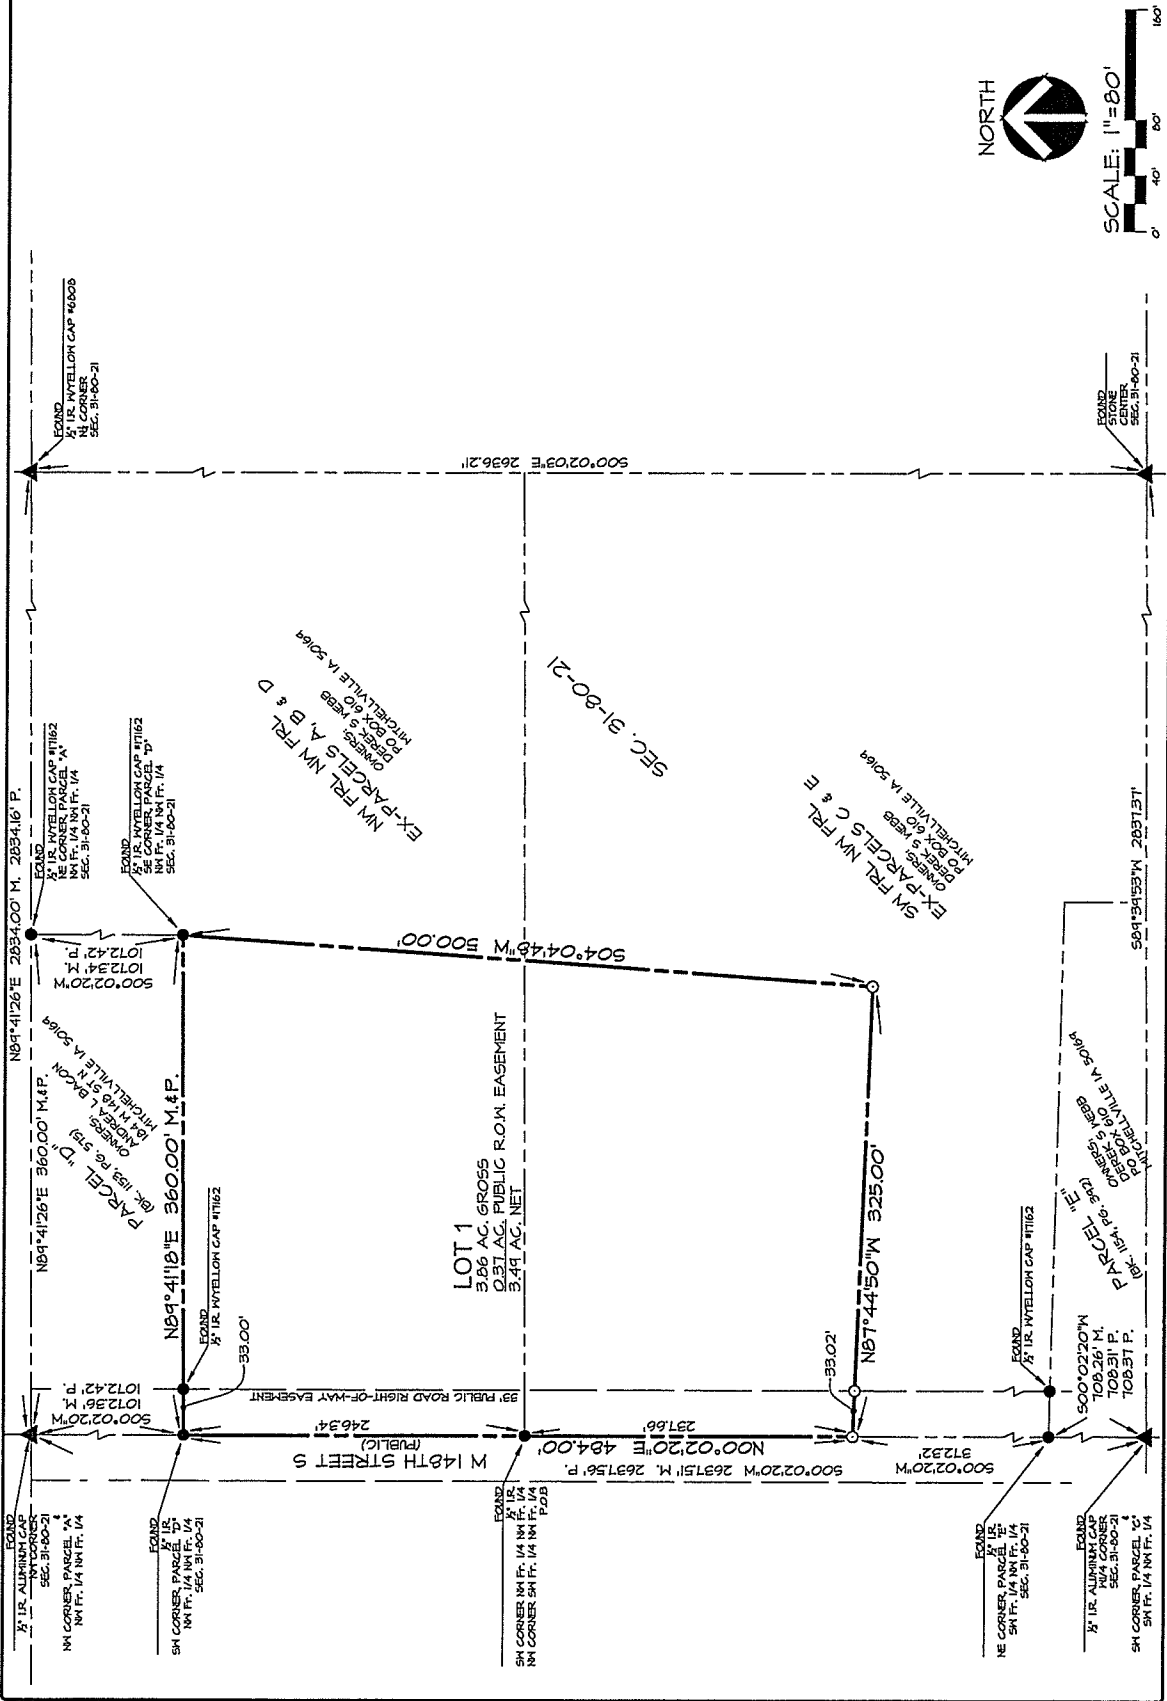 FOUND
½" I.R. ALUMINUM CAP
NW CORNER
SEC. 31-80-21
&
NW CORNER, PARCEL "A"
NW Fr. 1/4 NW Fr. 1/4
N89°41'26"E 2834.00' M. 2834.16' P.
N89°41'26"E 360.00' M.&P.
FOUND
½" I.R. W/YELLOW CAP #17162
NE CORNER, PARCEL "A"
NW Fr. 1/4 NW Fr. 1/4
SEC. 31-80-21
FOUND
½" I.R. W/YELLOW CAP #6808
N¼ CORNER
SEC. 31-80-21
S00°02'20"W
1072.36' M.
1072.42' P.
PARCEL "D"
(BK. 1153, PG. 575)
OWNERS:
ANDREA L BACON
184 W 148 ST N
MITCHELLVILLE IA 50169
S00°02'20"W
1072.34' M.
1072.42' P.
FOUND
½" I.R. W/YELLOW CAP #17162
SE CORNER, PARCEL "D"
NW Fr. 1/4 NW Fr. 1/4
SEC. 31-80-21
FOUND
½" I.R.
SW CORNER, PARCEL "D"
NW Fr. 1/4 NW Fr. 1/4
SEC. 31-80-21
N89°41'18"E 360.00' M.&P.
FOUND
½" I.R. W/YELLOW CAP #17162
33.00'
NW FRL NW FRL
EX-PARCELS A, B & D
OWNERS:
DEREK S WEBB
PO BOX 610
MITCHELLVILLE IA 50169
W 148TH STREET S
(PUBLIC)
246.34'
33' PUBLIC ROAD RIGHT-OF-WAY EASEMENT
LOT 1
3.86 AC. GROSS
0.37 AC. PUBLIC R.O.W. EASEMENT
3.49 AC. NET
S04°04'48"W 500.00'
S00°02'03"E 2636.21'
FOUND
½" I.R.
SW CORNER NW Fr. 1/4 NW Fr. 1/4
NW CORNER SW Fr. 1/4 NW Fr. 1/4
P.O.B
SEC. 31-80-21
N00°02'20"E 484.00'
237.66'
S00°02'20"W 2637.51' M. 2637.56' P.
33.02'
N87°44'50"W 325.00'
SW FRL NW FRL
EX-PARCELS C & E
OWNERS:
DEREK S WEBB
PO BOX 610
MITCHELLVILLE IA 50169
S00°02'20"W
372.32'
FOUND
½" I.R. W/YELLOW CAP #17162
FOUND
½" I.R.
NE CORNER, PARCEL "E"
SW Fr. 1/4 NW Fr. 1/4
SEC. 31-80-21
S00°02'20"W
708.26' M.
708.31' P.
708.37 P.
PARCEL "E"
(BK. 1154, PG. 342)
OWNERS:
DEREK S WEBB
PO BOX 610
MITCHELLVILLE IA 50169
FOUND
½" I.R. ALUMINUM CAP
W1/4 CORNER
SEC. 31-80-21
&
SW CORNER, PARCEL "C"
SW Fr. 1/4 NW Fr. 1/4
S89°39'53"W 2837.37'
FOUND
STONE
CENTER
SEC. 31-80-21
NORTH
SCALE: 1"=80'
0' 40' 80' 160'